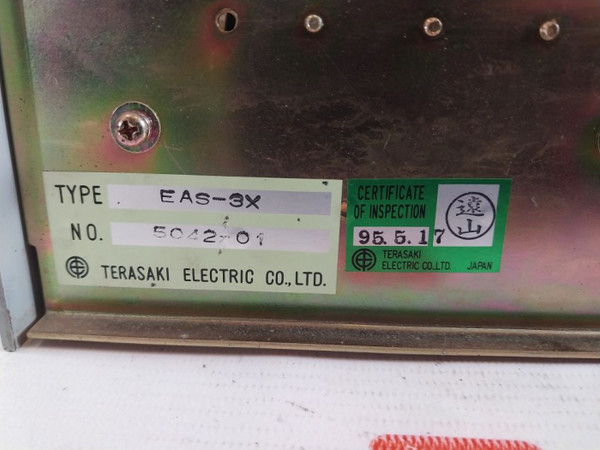 TYPE EAS-3X
NO. 5042-01
TERASAKI ELECTRIC CO., LTD.
CERTIFICATE
OF INSPECTION
遠山
95.5.17
TERASAKI
ELECTRIC CO.,LTD. JAPAN